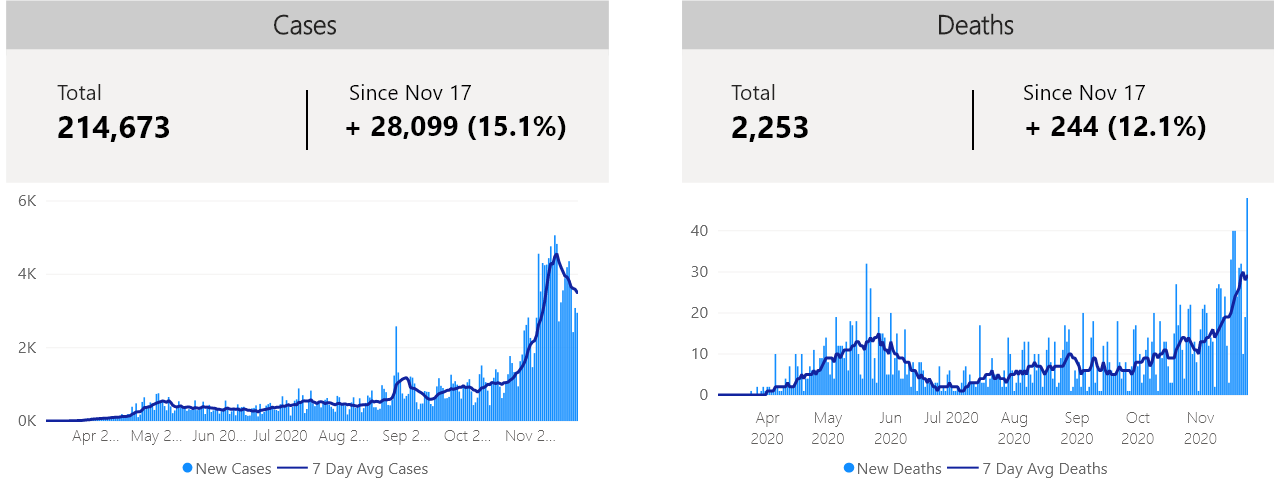 Cases
Total
214,673
Since Nov 17
+ 28,099 (15.1%)
6K
4K
2K
0K
Apr 2... May 2... Jun 20... Jul 2020 Aug 2... Sep 2... Oct 2... Nov 2...
New Cases 7 Day Avg Cases
Deaths
Total
2,253
Since Nov 17
+ 244 (12.1%)
40
30
20
10
0
Apr 2020 May 2020 Jun 2020 Jul 2020 Aug 2020 Sep 2020 Oct 2020 Nov 2020
New Deaths 7 Day Avg Deaths